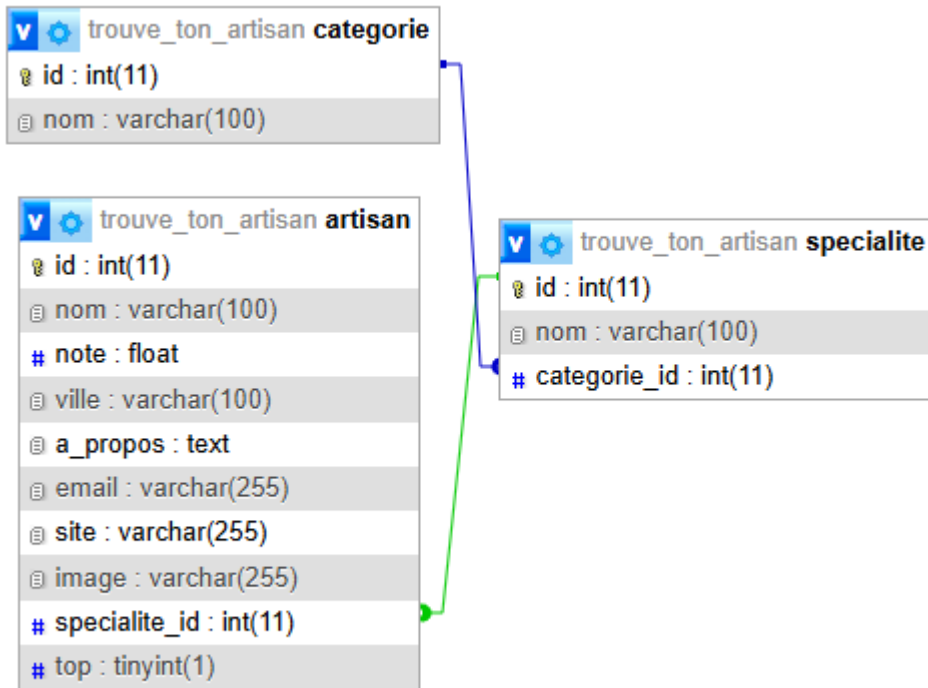 v trouve_ton_artisan categorie
id : int(11)
nom : varchar(100)
v trouve_ton_artisan artisan
id : int(11)
nom : varchar(100)
# note : float
ville : varchar(100)
a_propos : text
email : varchar(255)
site : varchar(255)
image : varchar(255)
# specialite_id : int(11)
# top : tinyint(1)
v trouve_ton_artisan specialite
id : int(11)
nom : varchar(100)
# categorie_id : int(11)